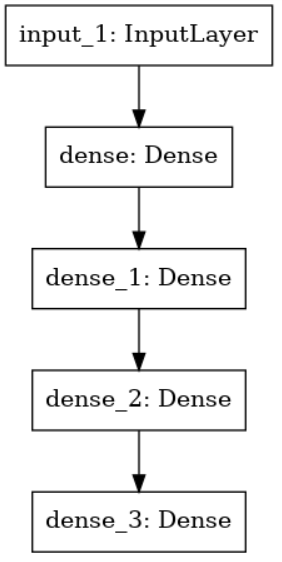 input_1: InputLayer
dense: Dense
dense_1: Dense
dense_2: Dense
dense_3: Dense